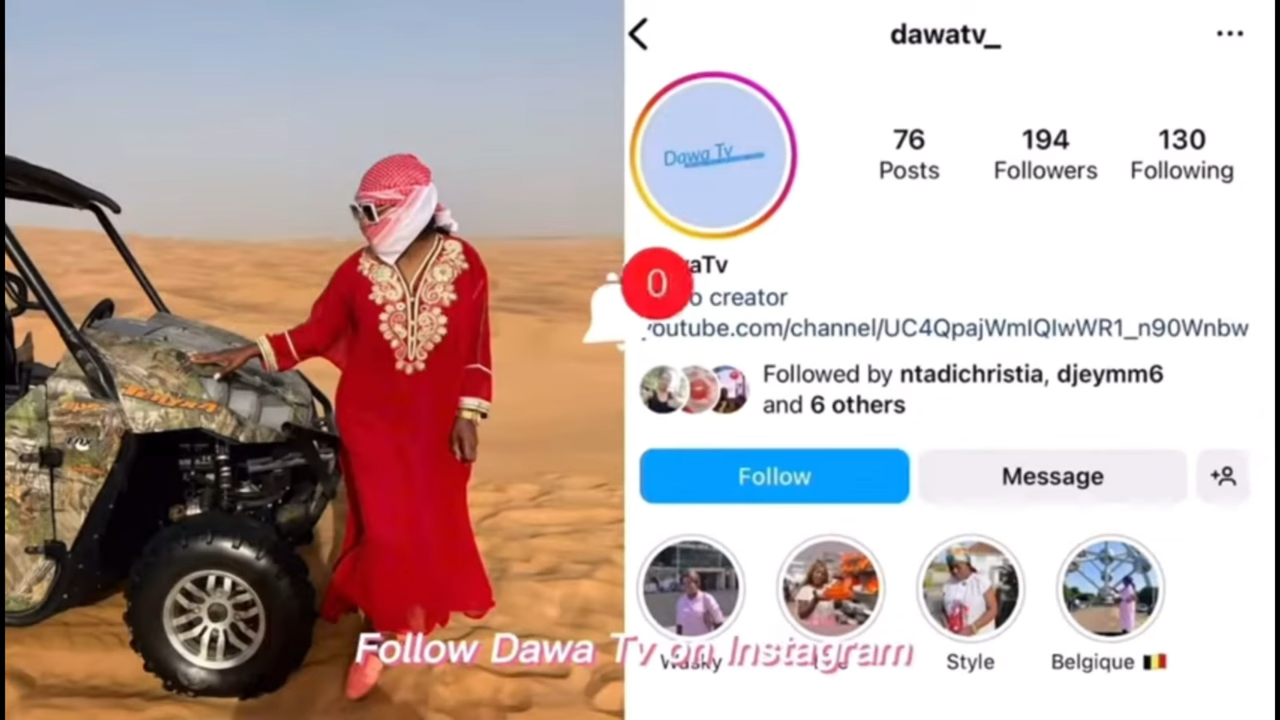 dawatv_
Dawa Tv
76
194
130
Posts
Followers
Following
aTv
0
o creator
youtube.com/channel/UC4QpajWmIQIwWR1_n90Wnbw
Followed by ntadichristia, djeymm6
and 6 others
Follow
Message
Follow Dawa Tv on Instagram
Style
Belgique 🇧🇪